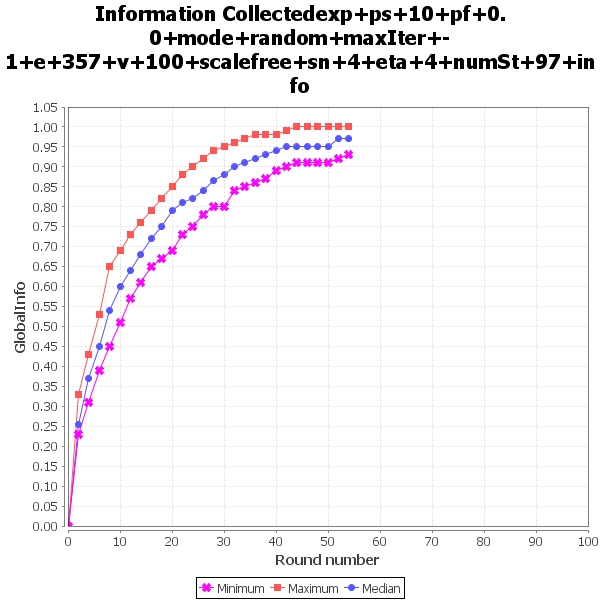 Information Collectedexp+ps+10+pf+0.
0+mode+random+maxIter+-
1+e+357+v+100+scalefree+sn+4+eta+4+numSt+97+in
fo
1.05
1.00
0.95
0.90
0.85
0.80
0.75
0.70
0.65
0.60
0.55
0.50
0.45
0.40
0.35
0.30
0.25
0.20
0.15
0.10
0.05
0.00
GlobalInfo
0 10 20 30 40 50 60 70 80 90 100
Round number
Minimum Maximum Median